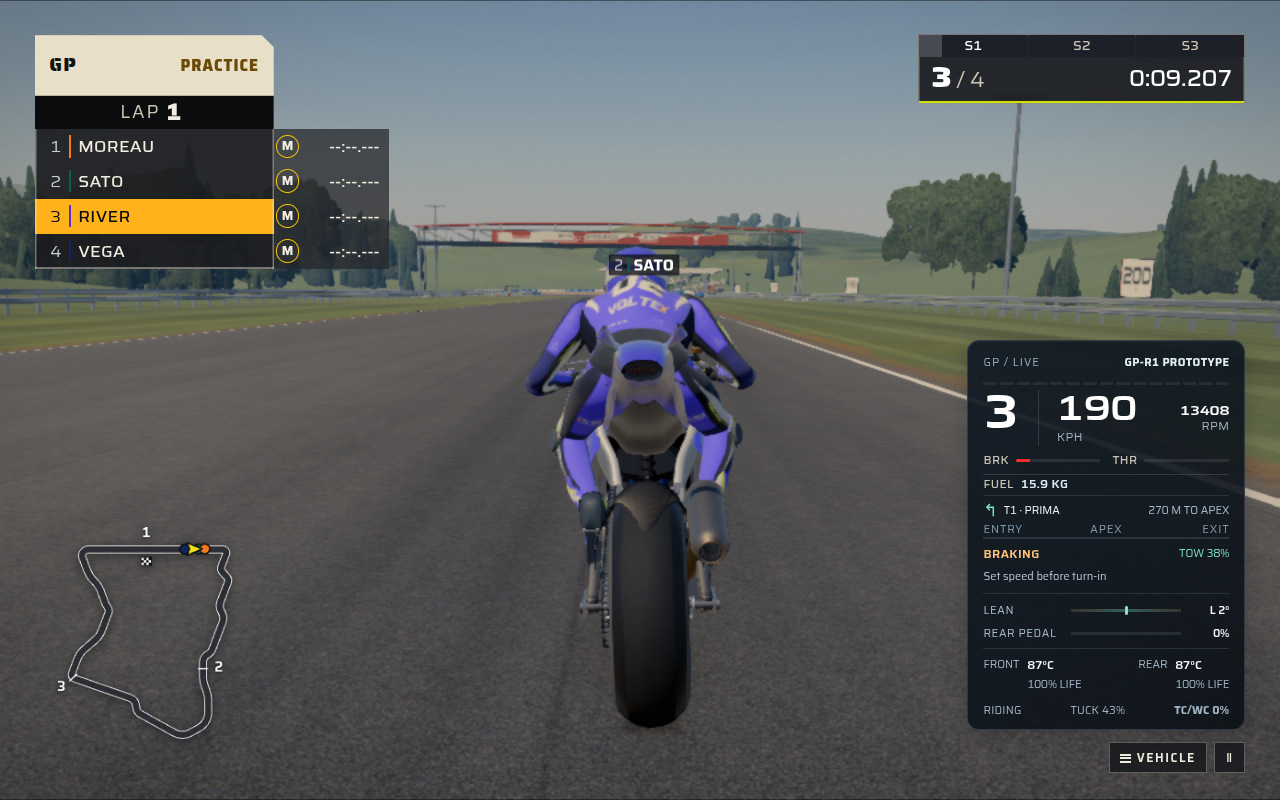 GP PRACTICE
LAP 1
1 MOREAU M --:--.---
2 SATO M --:--.---
3 RIVER M --:--.---
4 VEGA M --:--.---
S1 S2 S3
3 / 4 0:09.207
2 SATO
VOLTEX
200
GP / LIVE GP-R1 PROTOTYPE
3 190 KPH 13408 RPM
BRK THR
FUEL 15.9 KG
T1 · PRIMA 270 M TO APEX
ENTRY APEX EXIT
BRAKING TOW 38%
Set speed before turn-in
LEAN L 2°
REAR PEDAL 0%
FRONT 87°C REAR 87°C
100% LIFE 100% LIFE
RIDING TUCK 43% TC/WC 0%
VEHICLE II
1
2
3